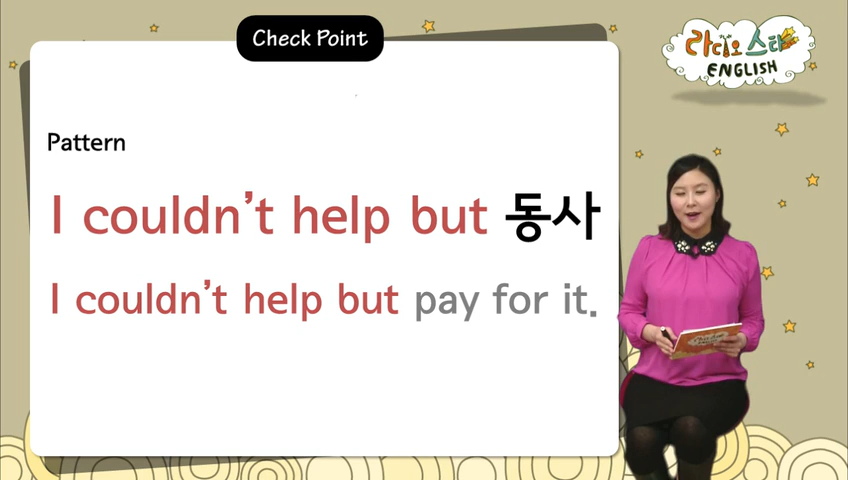 Check Point
라디오 스타
ENGLISH
Pattern
I couldn't help but 동사
I couldn't help but pay for it.